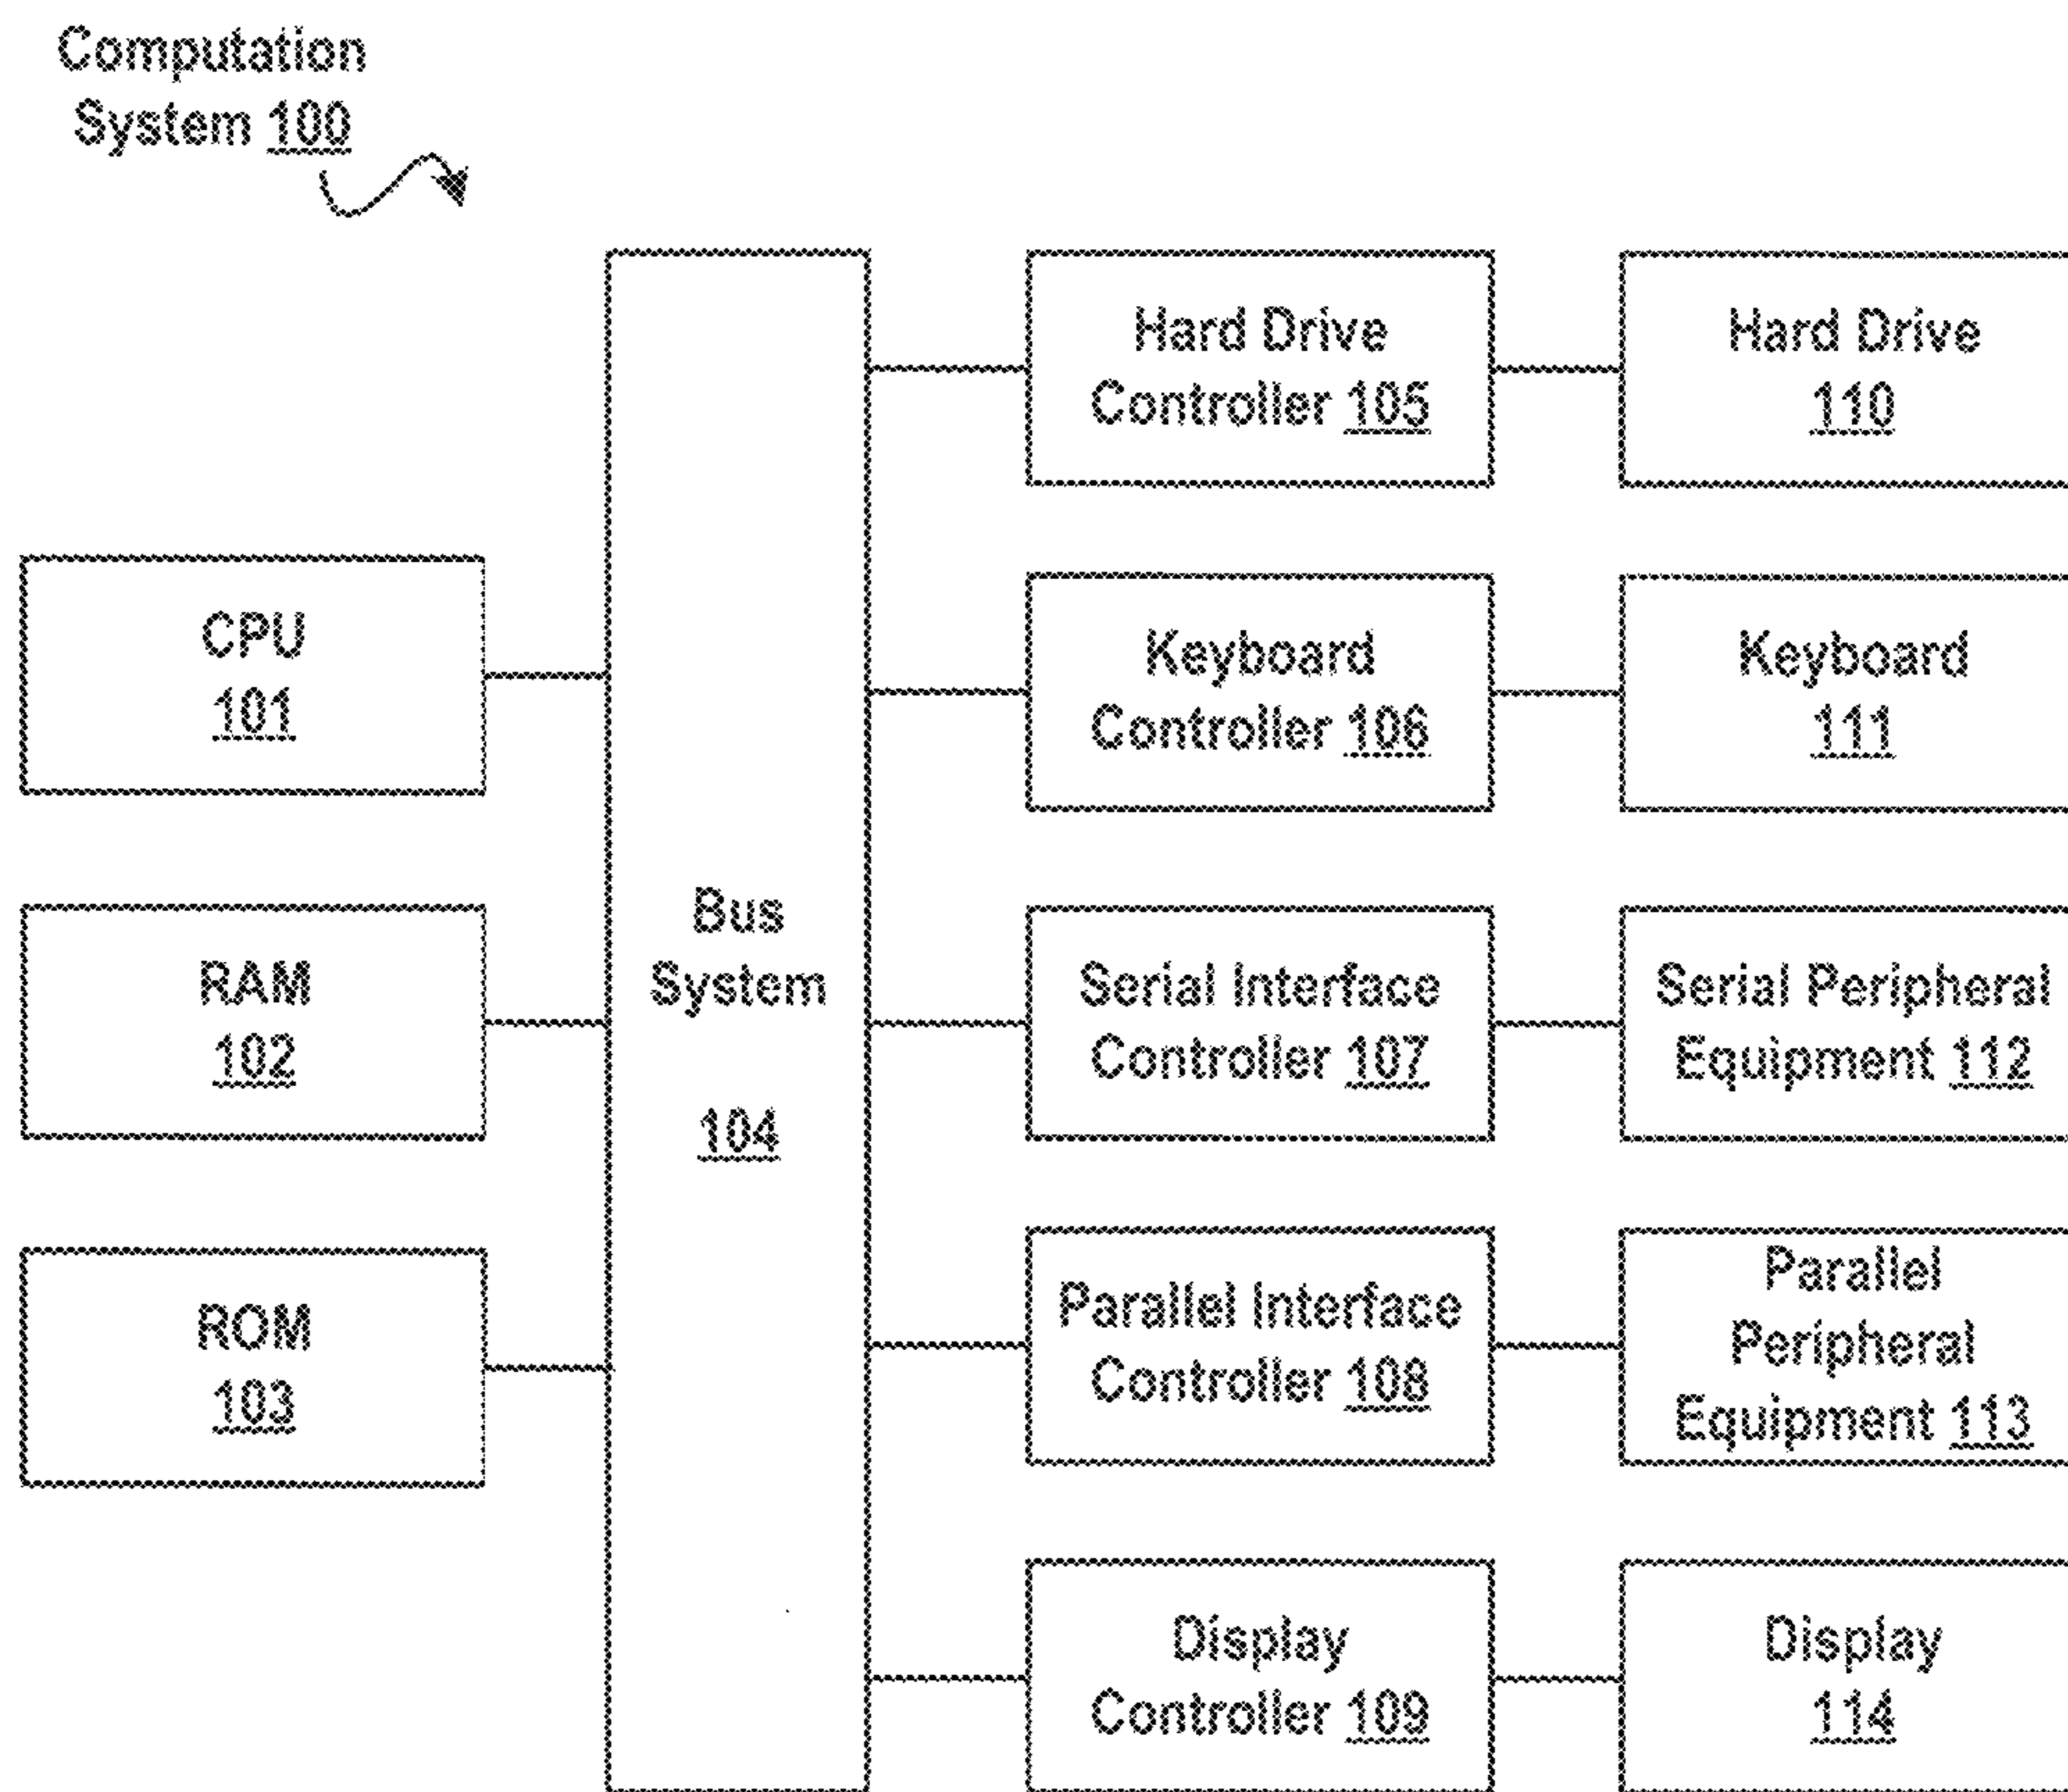 Computation
System 100
Hard Drive
Controller 105
Hard Drive
110
CPU
101
Keyboard
Controller 106
Keyboard
111
Bus
System
104
RAM
102
Serial Interface
Controller 107
Serial Peripheral
Equipment 112
ROM
103
Parallel Interface
Controller 108
Parallel
Peripheral
Equipment 113
Display
Controller 109
Display
114